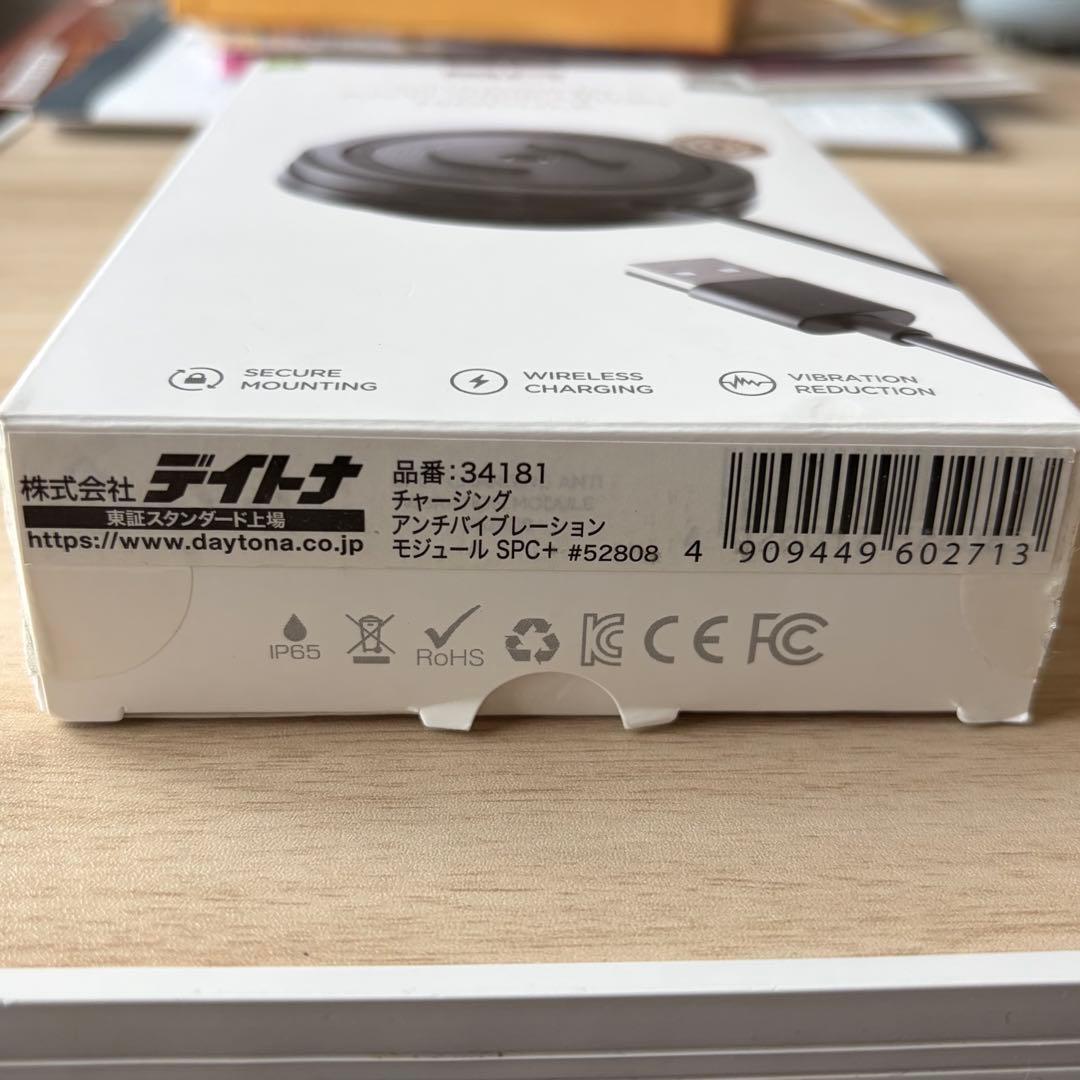 SECURE
MOUNTING
WIRELESS
CHARGING
VIBRATION
REDUCTION
株式会社 デイトナ
東証スタンダード上場
https://www.daytona.co.jp
品番:34181
チャージング
アンチバイブレーション
モジュール SPC+ #52808
4 909449 602713
IP65
RoHS
CE
FC